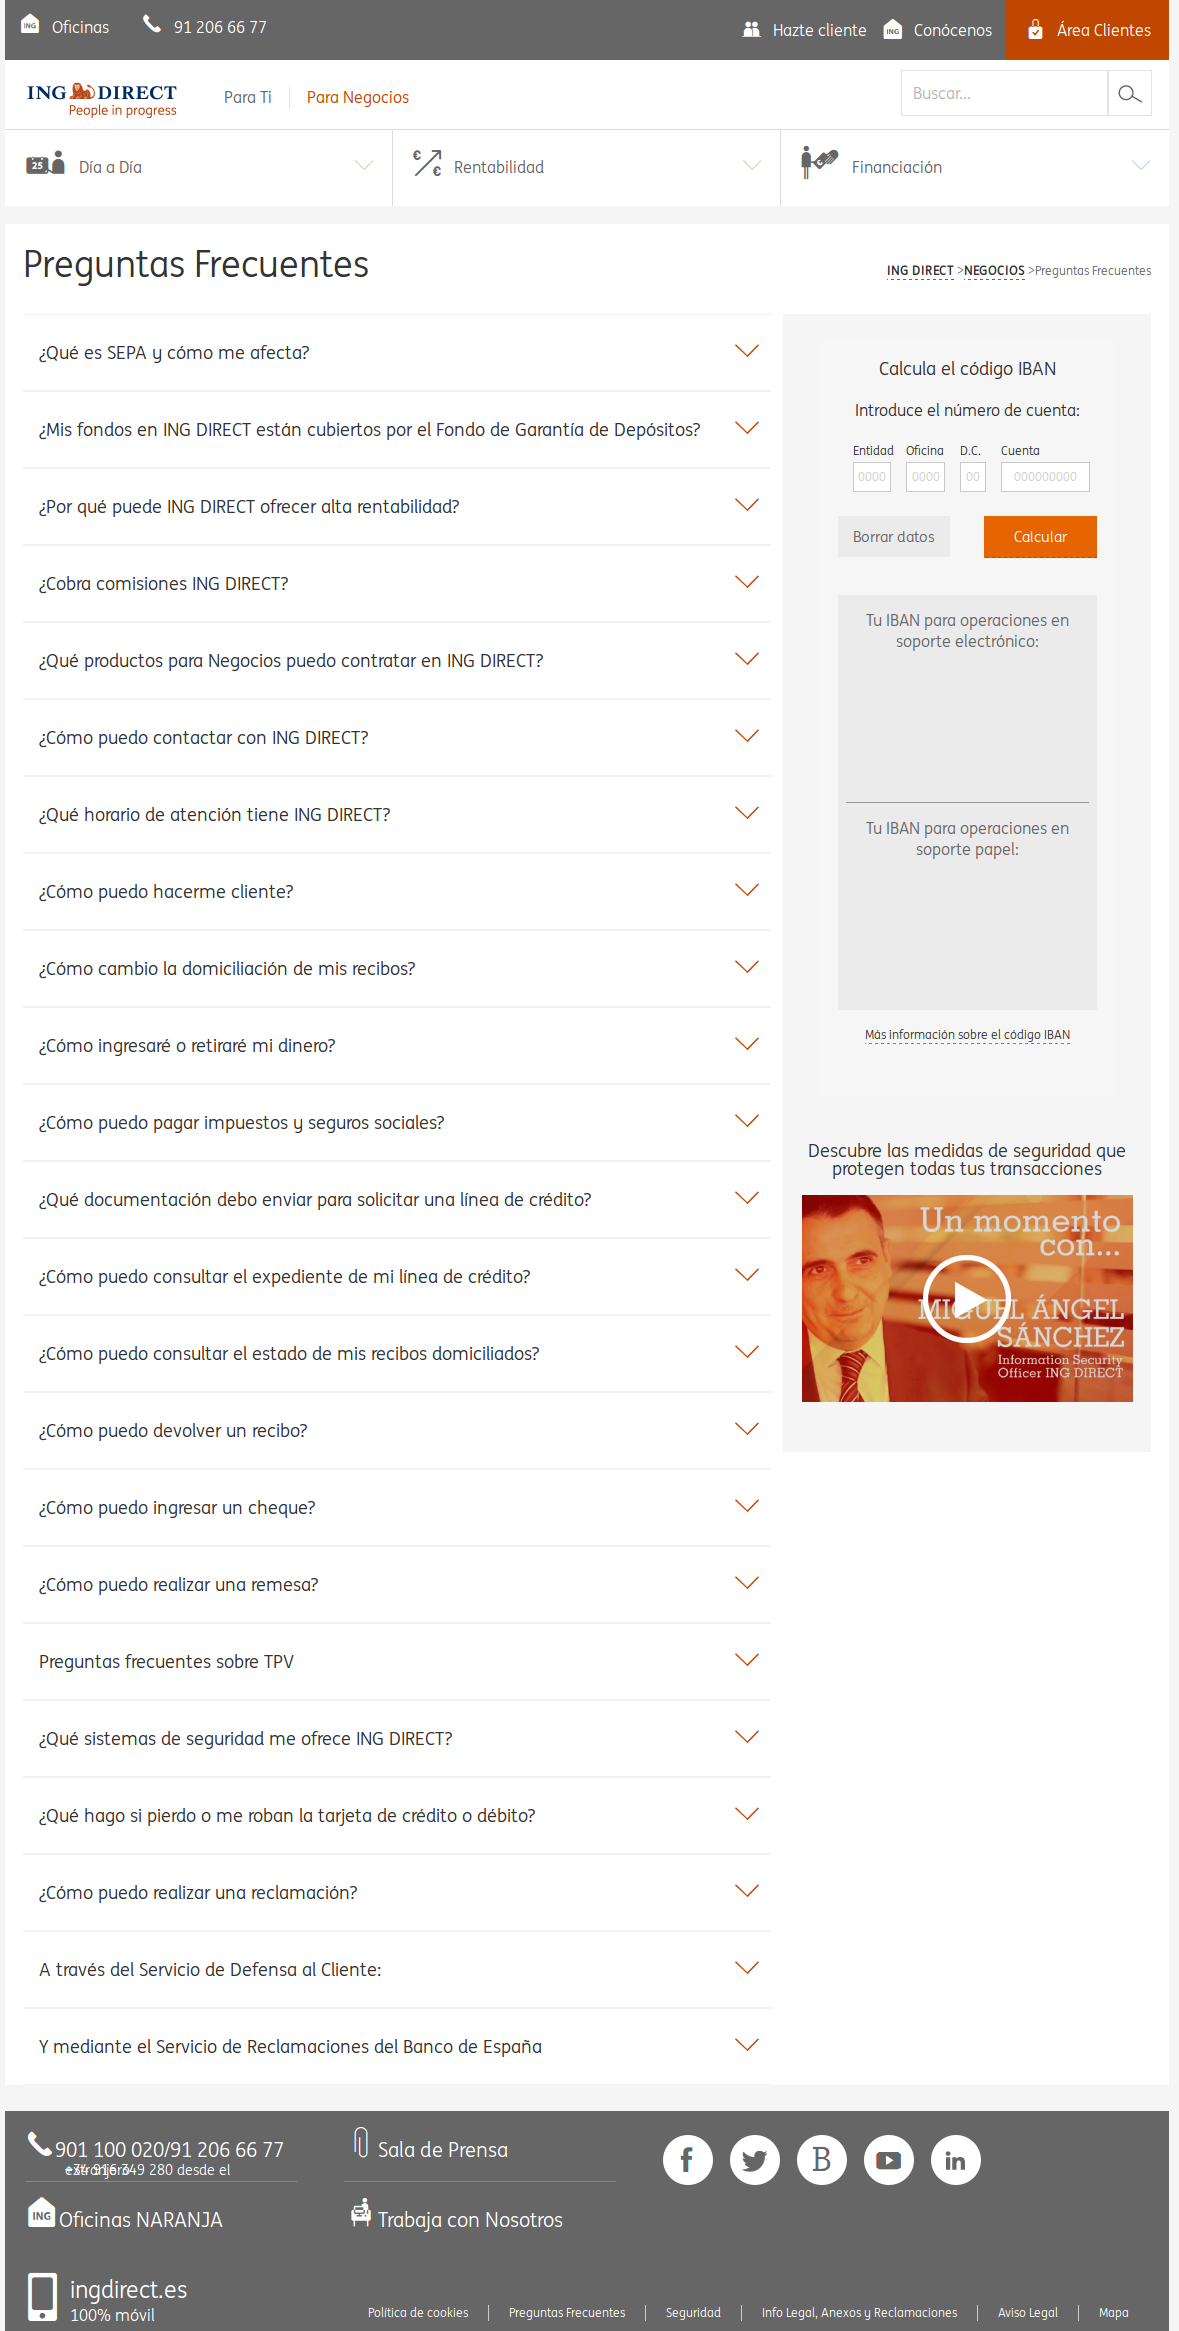 Oficinas
91 206 66 77
Hazte cliente
Conócenos
Área Clientes
ING DIRECT
People in progress
Para Ti
Para Negocios
Buscar...
Día a Día
Rentabilidad
Financiación
Preguntas Frecuentes
ING DIRECT >NEGOCIOS >Preguntas Frecuentes
¿Qué es SEPA y cómo me afecta?
¿Mis fondos en ING DIRECT están cubiertos por el Fondo de Garantía de Depósitos?
¿Por qué puede ING DIRECT ofrecer alta rentabilidad?
¿Cobra comisiones ING DIRECT?
¿Qué productos para Negocios puedo contratar en ING DIRECT?
¿Cómo puedo contactar con ING DIRECT?
¿Qué horario de atención tiene ING DIRECT?
¿Cómo puedo hacerme cliente?
¿Cómo cambio la domiciliación de mis recibos?
¿Cómo ingresaré o retiraré mi dinero?
¿Cómo puedo pagar impuestos y seguros sociales?
¿Qué documentación debo enviar para solicitar una línea de crédito?
¿Cómo puedo consultar el expediente de mi línea de crédito?
¿Cómo puedo consultar el estado de mis recibos domiciliados?
¿Cómo puedo devolver un recibo?
¿Cómo puedo ingresar un cheque?
¿Cómo puedo realizar una remesa?
Preguntas frecuentes sobre TPV
¿Qué sistemas de seguridad me ofrece ING DIRECT?
¿Qué hago si pierdo o me roban la tarjeta de crédito o débito?
¿Cómo puedo realizar una reclamación?
A través del Servicio de Defensa al Cliente:
Y mediante el Servicio de Reclamaciones del Banco de España
Calcula el código IBAN
Introduce el número de cuenta:
Entidad Oficina D.C. Cuenta
0000 0000 00 000000000
Borrar datos
Calcular
Tu IBAN para operaciones en
soporte electrónico:
Tu IBAN para operaciones en
soporte papel:
Más información sobre el código IBAN
Descubre las medidas de seguridad que
protegen todas tus transacciones
Un momento
con...
MIGUEL ÁNGEL
SÁNCHEZ
Information Security
Officer ING DIRECT
901 100 020/91 206 66 77
+34 916 349 280 desde el
extranjero
Sala de Prensa
Oficinas NARANJA
Trabaja con Nosotros
ingdirect.es
100% móvil
Política de cookies
Preguntas Frecuentes
Seguridad
Info Legal, Anexos y Reclamaciones
Aviso Legal
Mapa